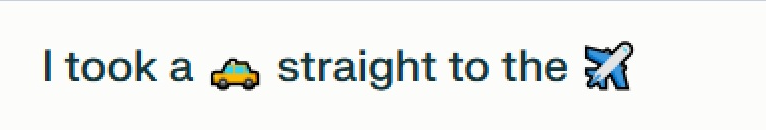 I took a 🚕 straight to the ✈️